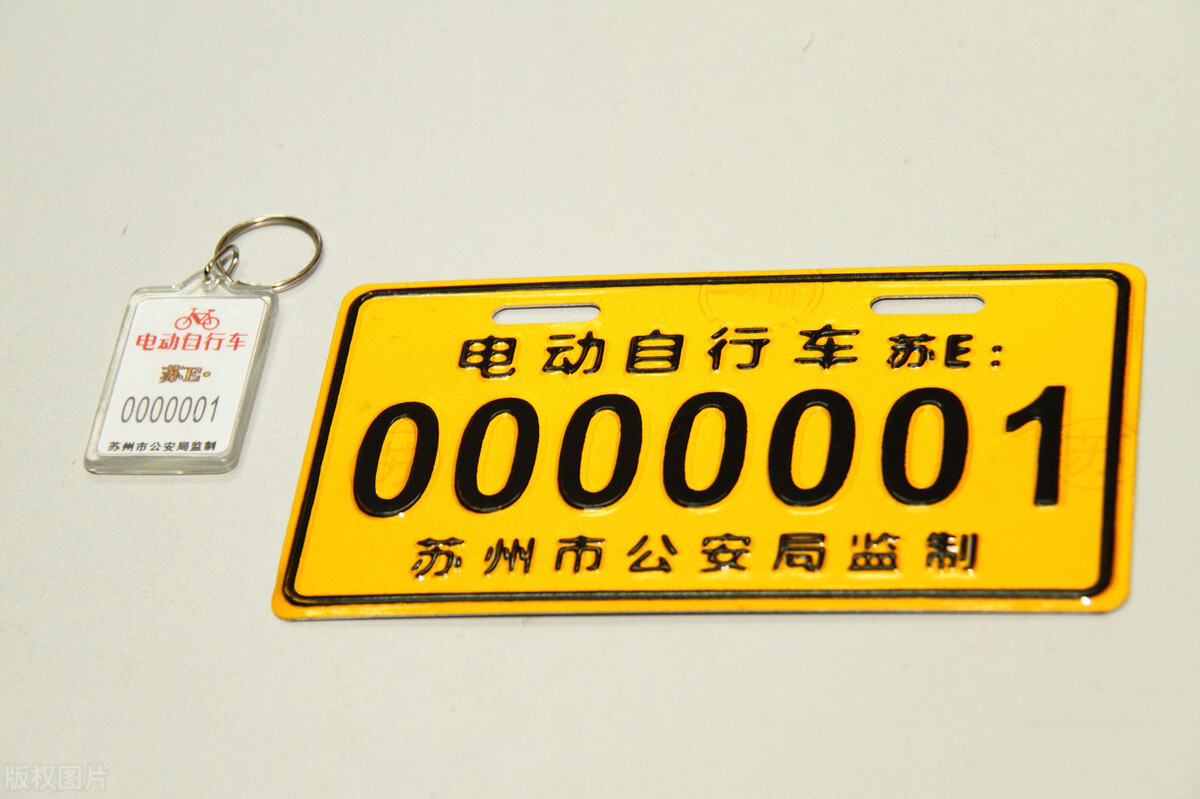 电动自行车
苏E·
0000001
苏州市公安局监制
电动自行车 苏E:
0000001
苏州市公安局监制
苏
版权图片